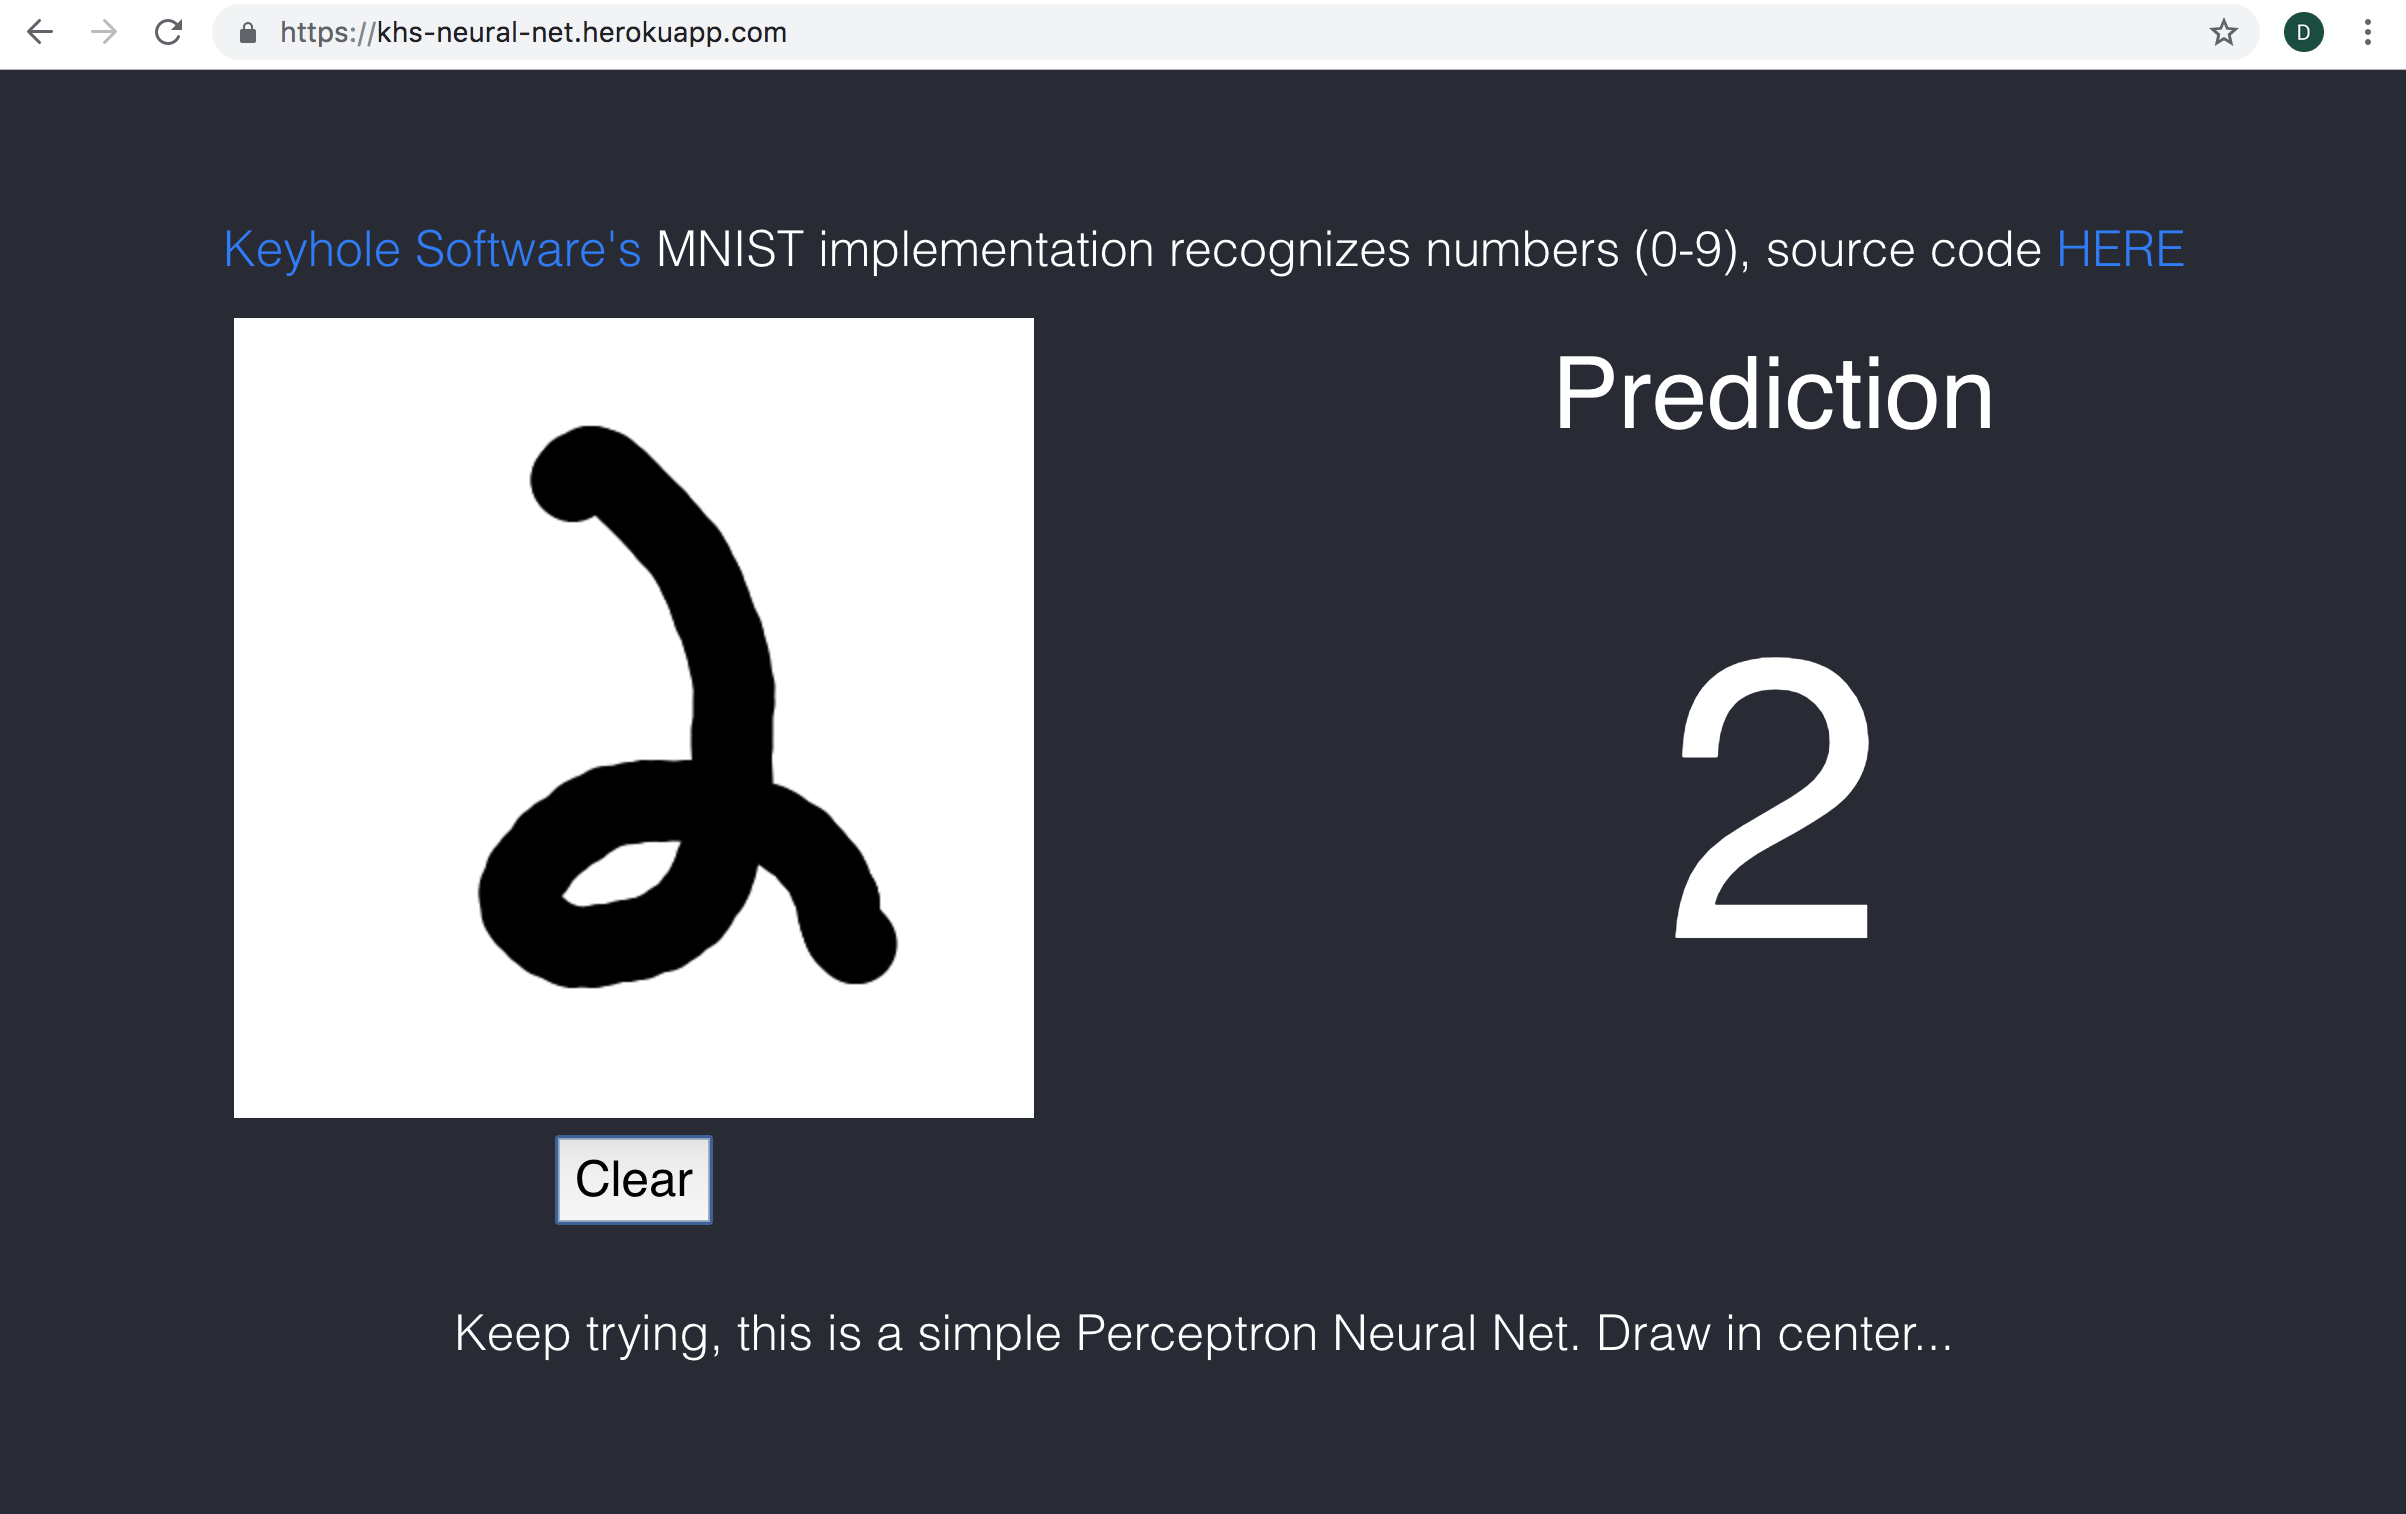 https://khs-neural-net.herokuapp.com
D
Keyhole Software's MNIST implementation recognizes numbers (0-9), source code HERE
Prediction
2
2
Clear
Keep trying, this is a simple Perceptron Neural Net. Draw in center...